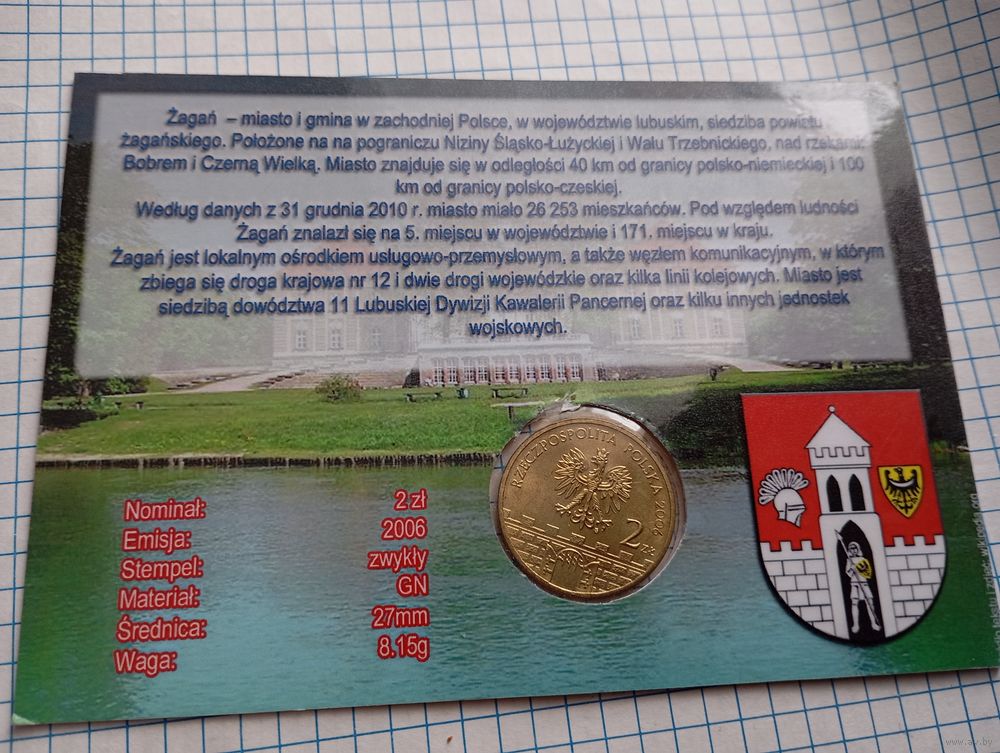 Żagań – miasto i gmina w zachodniej Polsce, w województwie lubuskim, siedziba powiatu
żagańskiego. Położone na na pograniczu Niziny Śląsko-Łużyckiej i Wału Trzebnickiego, nad rzekami:
Bobrem i Czerną Wielką. Miasto znajduje się w odległości 40 km od granicy polsko-niemieckiej i 100
km od granicy polsko-czeskiej.
Według danych z 31 grudnia 2010 r. miasto miało 26 253 mieszkańców. Pod względem ludności
Żagań znalazł się na 5. miejscu w województwie i 171. miejscu w kraju.
Żagań jest lokalnym ośrodkiem usługowo-przemysłowym, a także węzłem komunikacyjnym, w którym
zbiega się droga krajowa nr 12 i dwie drogi wojewódzkie oraz kilka linii kolejowych. Miasto jest
siedzibą dowództwa 11 Lubuskiej Dywizji Kawalerii Pancernej oraz kilku innych jednostek
wojskowych.
Nominał: 2 zł
Emisja: 2006
Stempel: zwykły
Materiał: GN
Średnica: 27mm
Waga: 8.15g
RZECZPOSPOLITA POLSKA 2006
2 ZŁ
www.ay.by